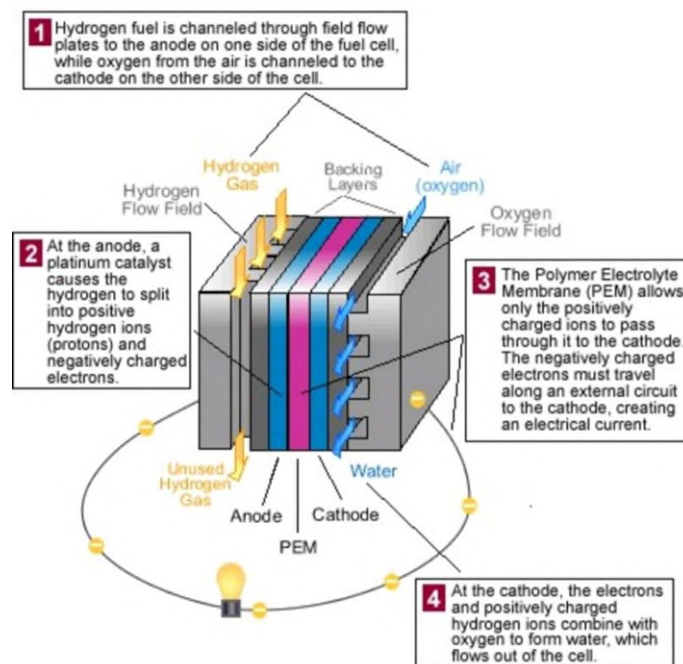 1
Hydrogen fuel is channeled through field flow
plates to the anode on one side of the fuel cell,
while oxygen from the air is channeled to the
cathode on the other side of the cell.
Hydrogen
Gas
Backing
Layers
Air
(oxygen)
Hydrogen
Flow Field
Oxygen
Flow Field
2
At the anode, a
platinum catalyst
causes the
hydrogen to split
into positive
hydrogen ions
(protons) and
negatively charged
electrons.
3
The Polymer Electrolyte
Membrane (PEM) allows
only the positively
charged ions to pass
through it to the cathode.
The negatively charged
electrons must travel
along an external circuit
to the cathode, creating
an electrical current.
Unused
Hydrogen
Gas
Water
Anode
Cathode
PEM
4
At the cathode, the electrons
and positively charged
hydrogen ions combine with
oxygen to form water, which
flows out of the cell.